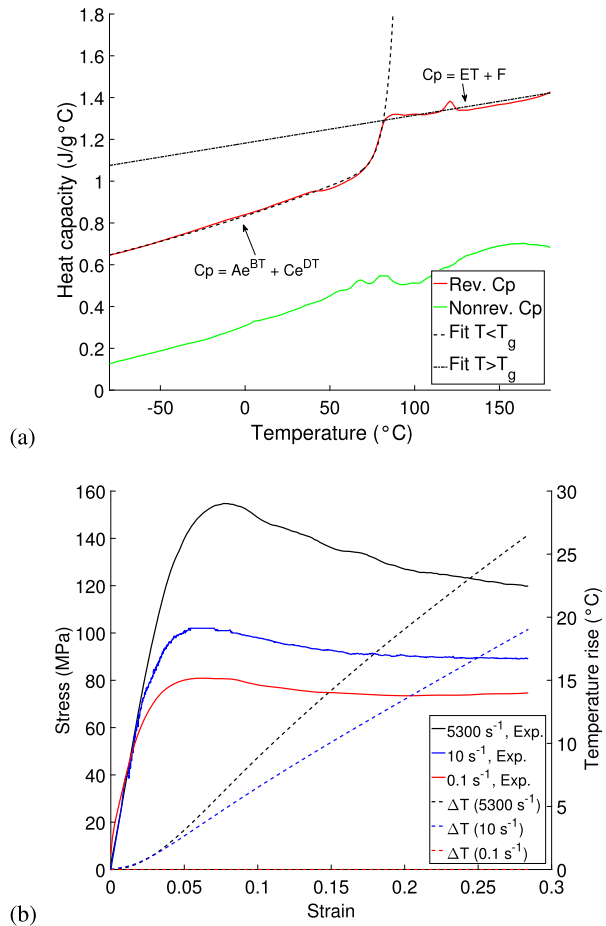 1.8
1.6
1.4
1.2
1
0.8
0.6
0.4
0.2
0
Heat capacity (J/g°C)
-50
0
50
100
150
Temperature (°C)
Cp = ET + F
Cp = Ae^BT + Ce^DT
Rev. Cp
Nonrev. Cp
Fit T<T_g
Fit T>T_g
(a)
160
140
120
100
80
60
40
20
0
Stress (MPa)
30
25
20
15
10
5
0
Temperature rise (°C)
0
0.05
0.1
0.15
0.2
0.25
0.3
Strain
5300 s^-1, Exp.
10 s^-1, Exp.
0.1 s^-1, Exp.
ΔT (5300 s^-1)
ΔT (10 s^-1)
ΔT (0.1 s^-1)
(b)